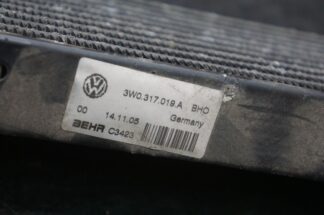 3W0.317.019.A BHO
00 14.11.05 Germany
BEHR C3423